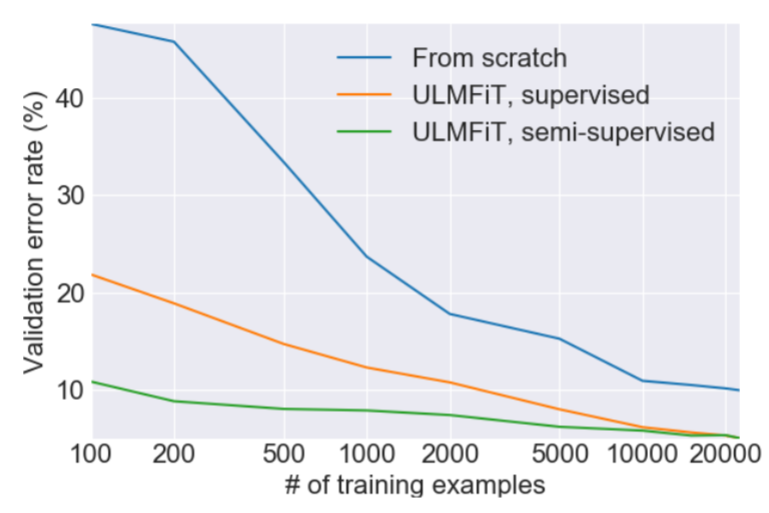 Validation error rate (%)
40
30
20
10
From scratch
ULMFiT, supervised
ULMFiT, semi-supervised
100 200 500 1000 2000 5000 10000 20000
# of training examples